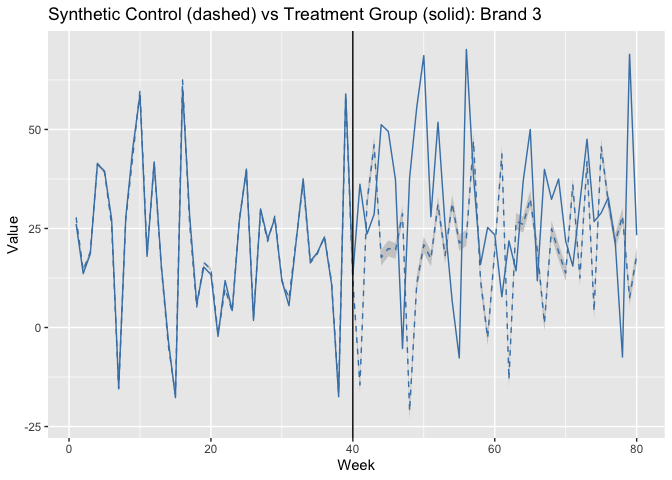 Synthetic Control (dashed) vs Treatment Group (solid): Brand 3
Value
50
25
0
-25
0 20 40 60 80
Week